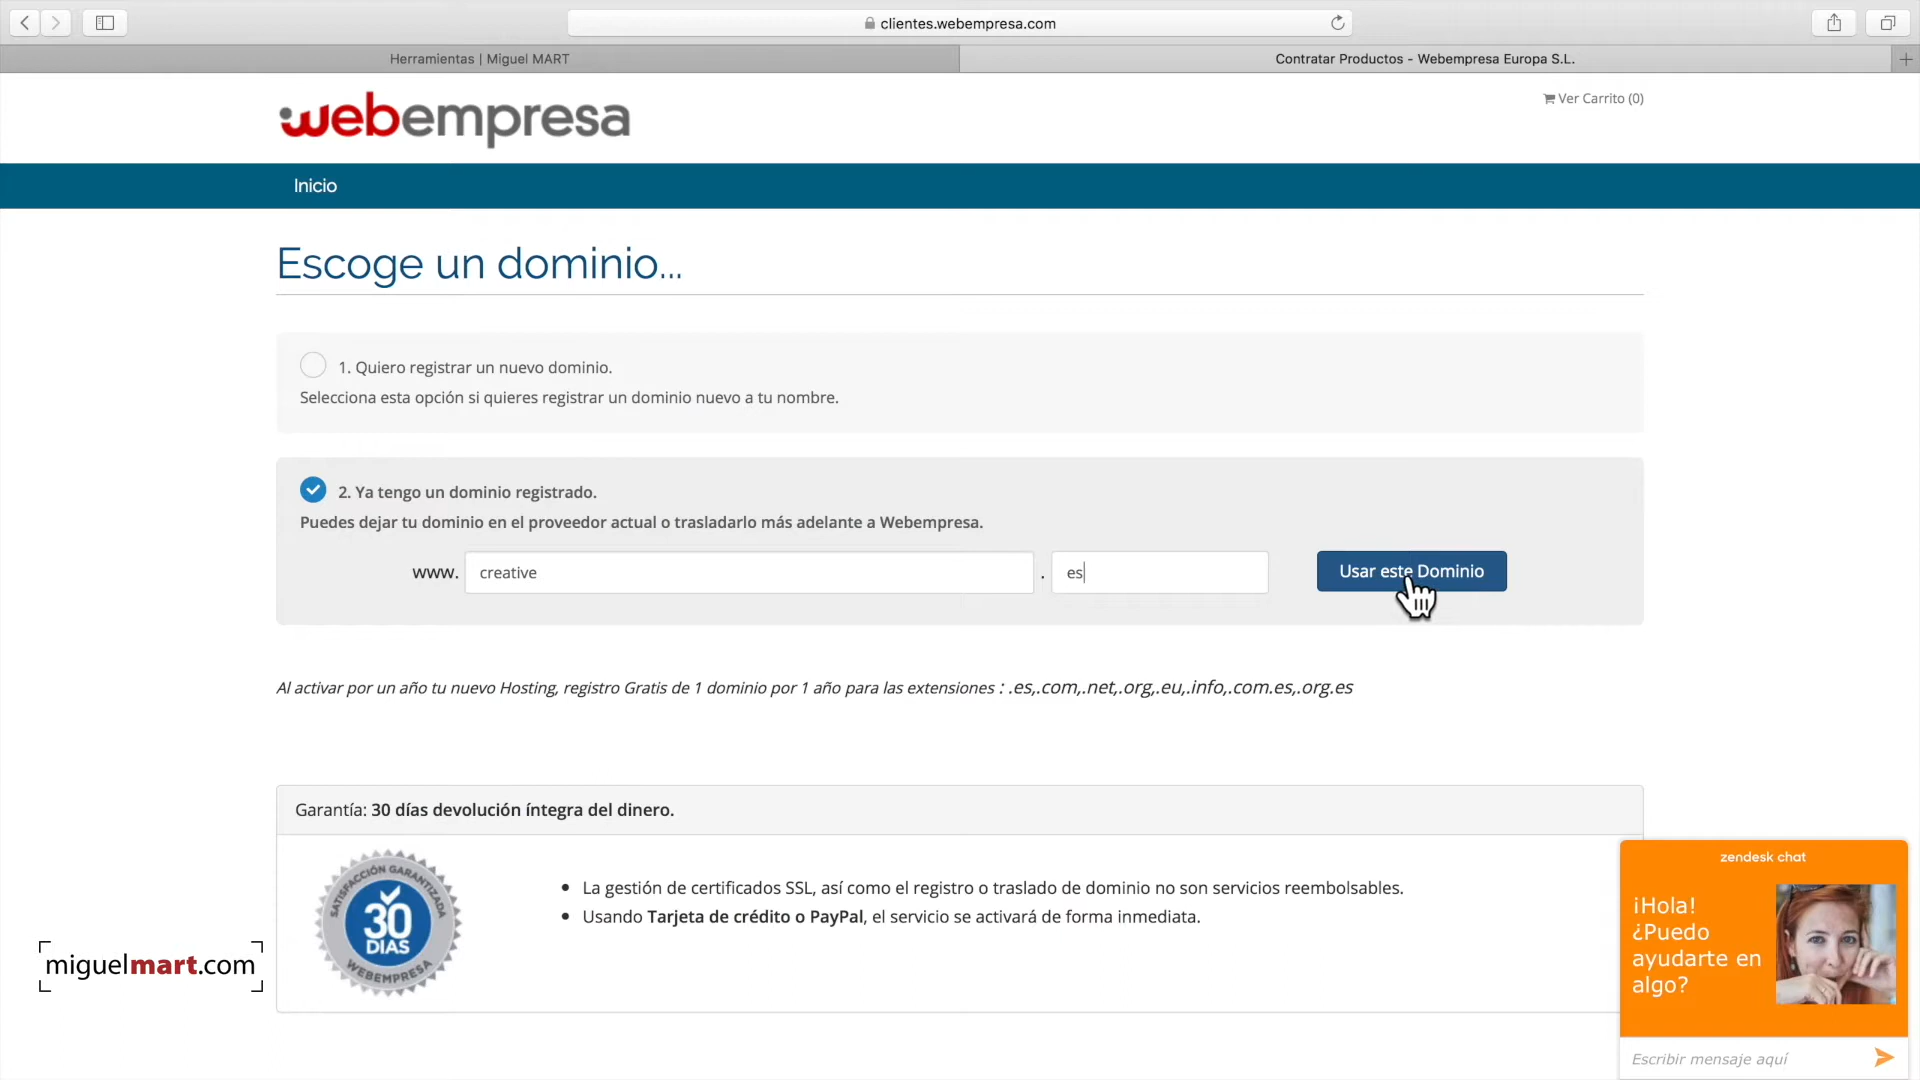 clientes.webempresa.com
Herramientas | Miguel MART
Contratar Productos - Webempresa Europa S.L.
webempresa
Ver Carrito (0)
Inicio
Escoge un dominio...
1. Quiero registrar un nuevo dominio.
Selecciona esta opción si quieres registrar un dominio nuevo a tu nombre.
2. Ya tengo un dominio registrado.
Puedes dejar tu dominio en el proveedor actual o trasladarlo más adelante a Webempresa.
www. creative . es Usar este Dominio
Al activar por un año tu nuevo Hosting, registro Gratis de 1 dominio por 1 año para las extensiones : .es,.com,.net,.org,.eu,.info,.com.es,.org.es
Garantía: 30 días devolución íntegra del dinero.
SATISFACCIÓN GARANTIZADA
30
DIAS
WEBEMPRESA
• La gestión de certificados SSL, así como el registro o traslado de dominio no son servicios reembolsables.
• Usando Tarjeta de crédito o PayPal, el servicio se activará de forma inmediata.
miguelmart.com
zendesk chat
¡Hola!
¿Puedo
ayudarte en
algo?
Escribir mensaje aquí